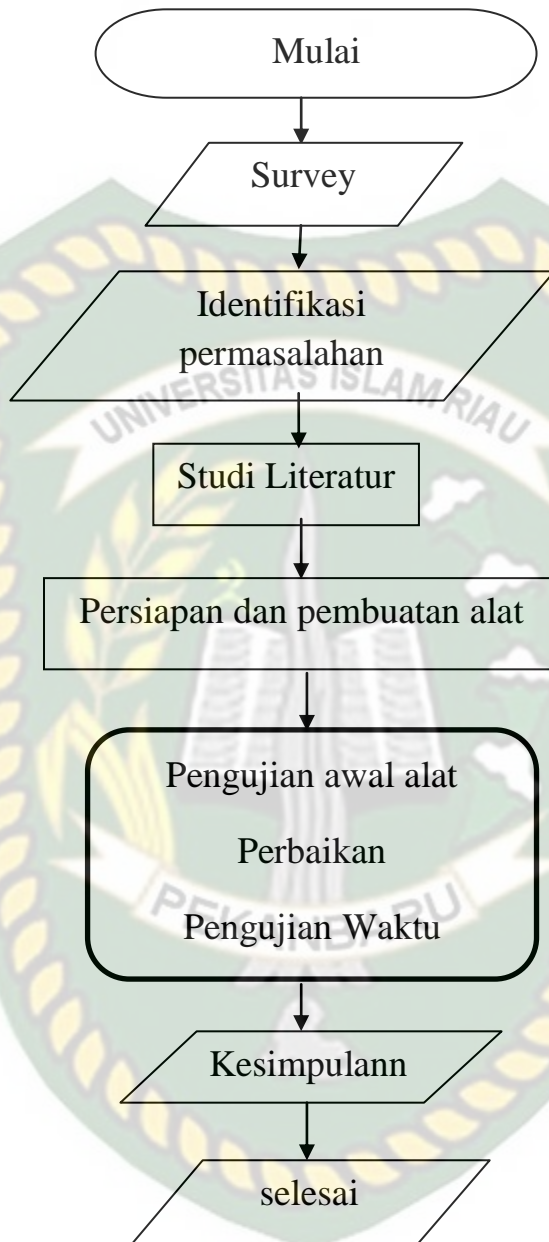 Mulai
Survey
Identifikasi
permasalahan
UNIVERSITAS ISLAM RIAU
Studi Literatur
Persiapan dan pembuatan alat
Pengujian awal alat
Perbaikan
Pengujian Waktu
PEKANBARU
Kesimpulann
selesai